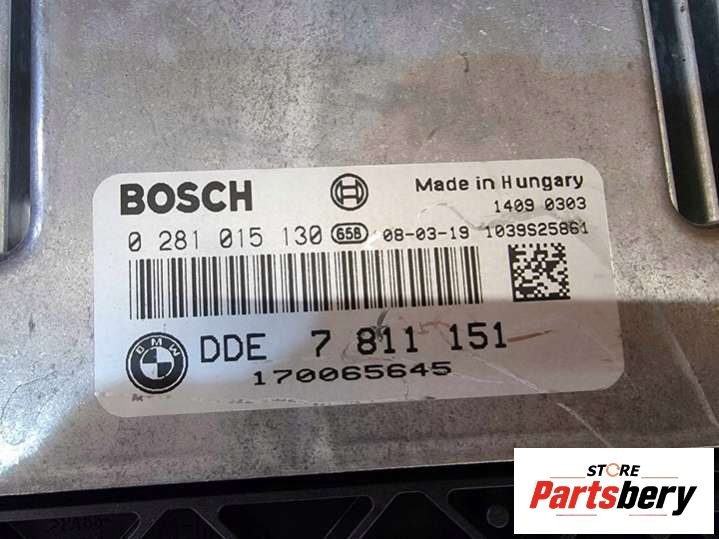 BOSCH
Made in Hungary
1409 0303
0 281 015 130 658 08-03-19 1039S25861
BMW
DDE 7 811 151
170065645
STORE
Partsbery